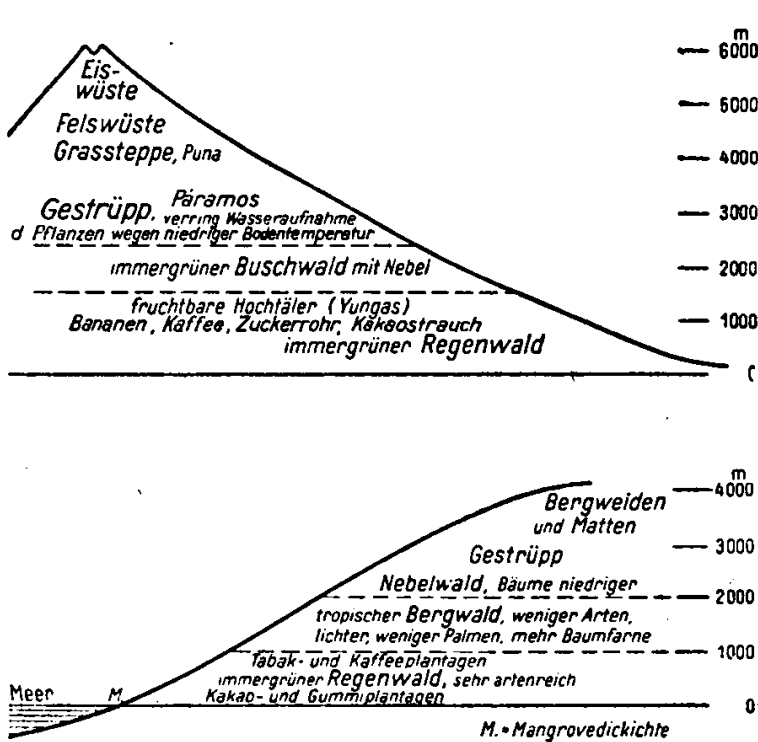 m
6000
Eis-
wüste
5000
Felswüste
Grassteppe, Puna
4000
Páramos
Gestrüpp, verring Wasseraufnahme
3000
d Pflanzen wegen niedriger Bodentemperatur
immergrüner Buschwald mit Nebel
2000
fruchtbare Hochtäler (Yungas)
Bananen, Kaffee, Zuckerrohr, Kakaostrauch
1000
immergrüner Regenwald
m
4000
Bergweiden
und Matten
3000
Gestrüpp
Nebelwald, Bäume niedriger
2000
tropischer Bergwald, weniger Arten,
lichter, weniger Palmen, mehr Baumfarne
1000
Tabak- und Kaffeeplantagen
immergrüner Regenwald, sehr artenreich
Meer M.
Kakao- und Gummiplantagen
0
M.=Mangrovedickichte